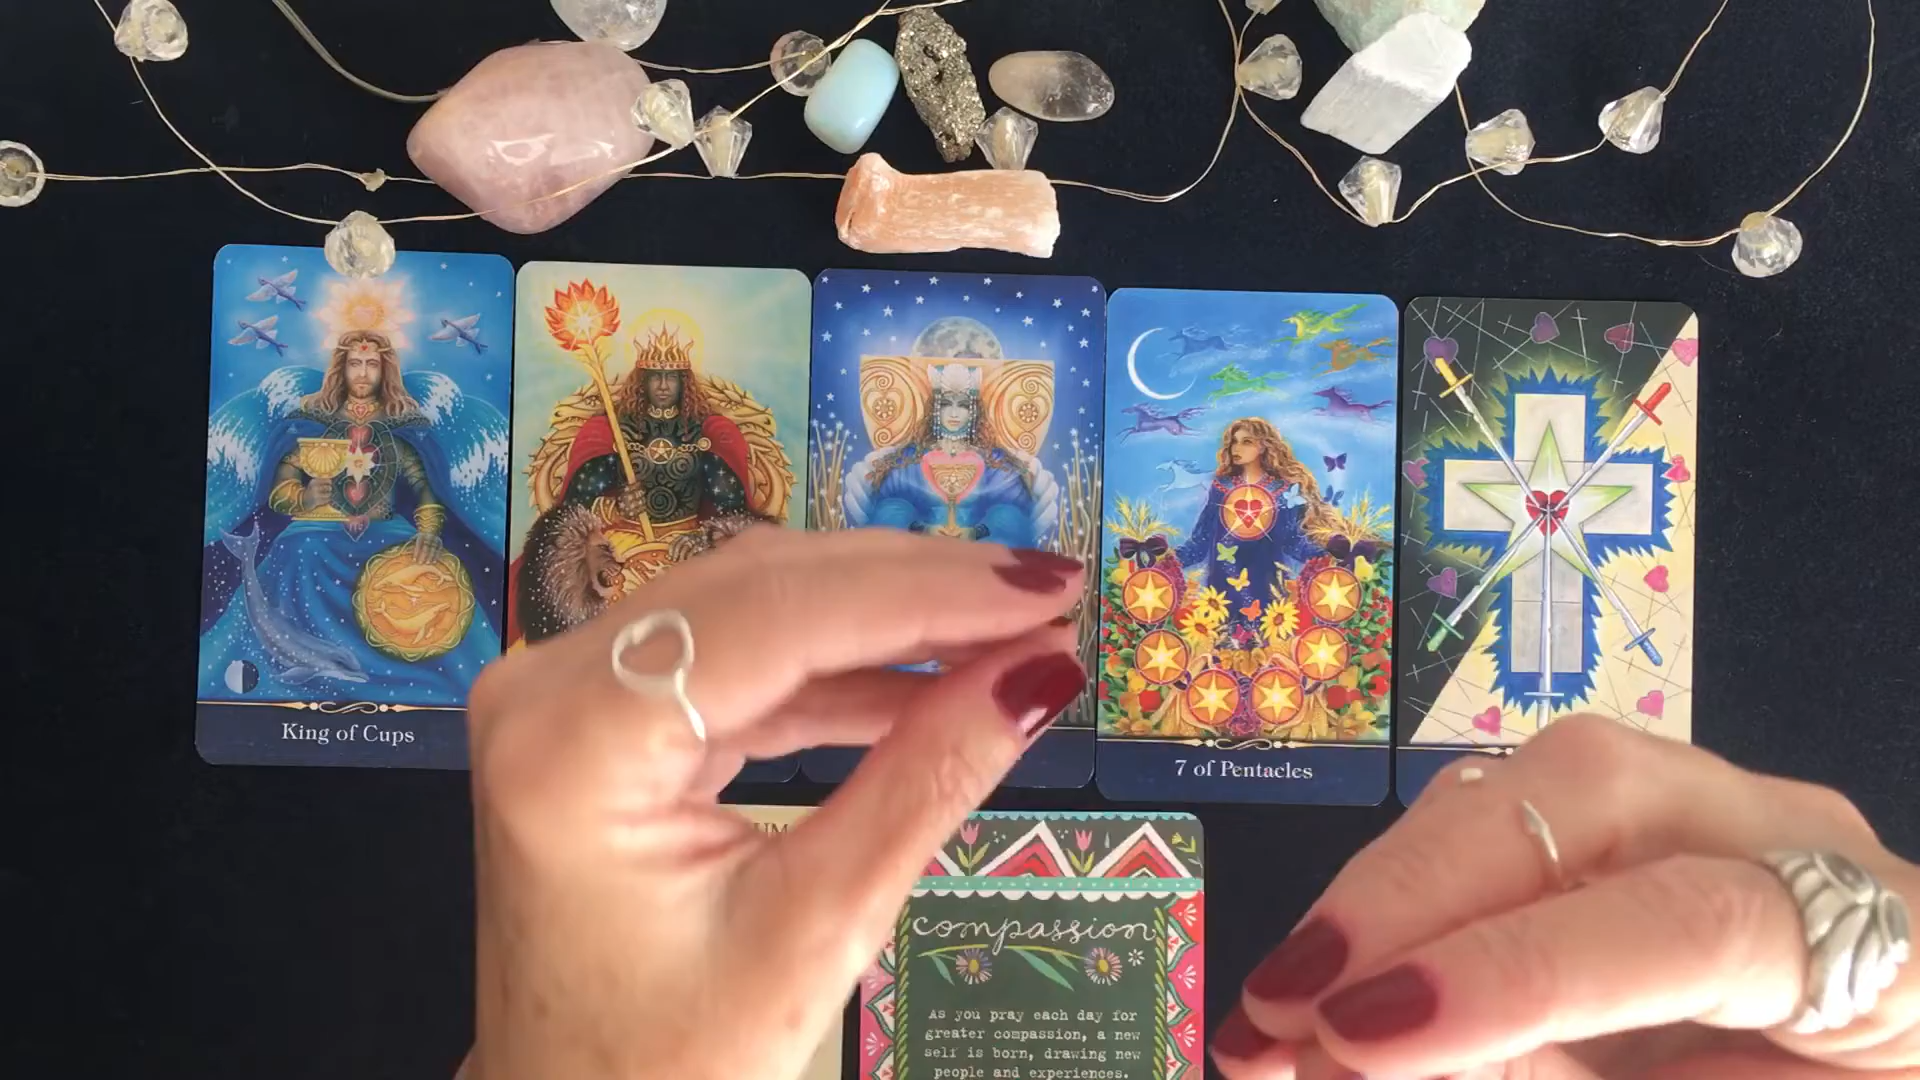 King of Cups
7 of Pentacles
UM
compassion
As you pray each day for
greater compassion, a new
self is born, drawing new
people and experiences.